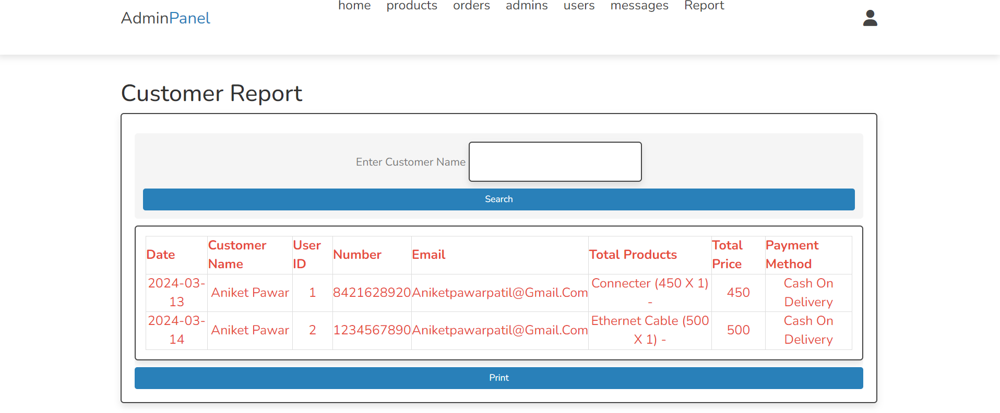 AdminPanel
home products orders admins users messages Report
Customer Report
Enter Customer Name
Search
Date Customer Name User ID Number Email Total Products Total Price Payment Method
2024-03-13 Aniket Pawar 1 8421628920 Aniketpawarpatil@Gmail.Com Connecter (450 X 1) - 450 Cash On Delivery
2024-03-14 Aniket Pawar 2 1234567890 Aniketpawarpatil@Gmail.Com Ethernet Cable (500 X 1) - 500 Cash On Delivery
Print